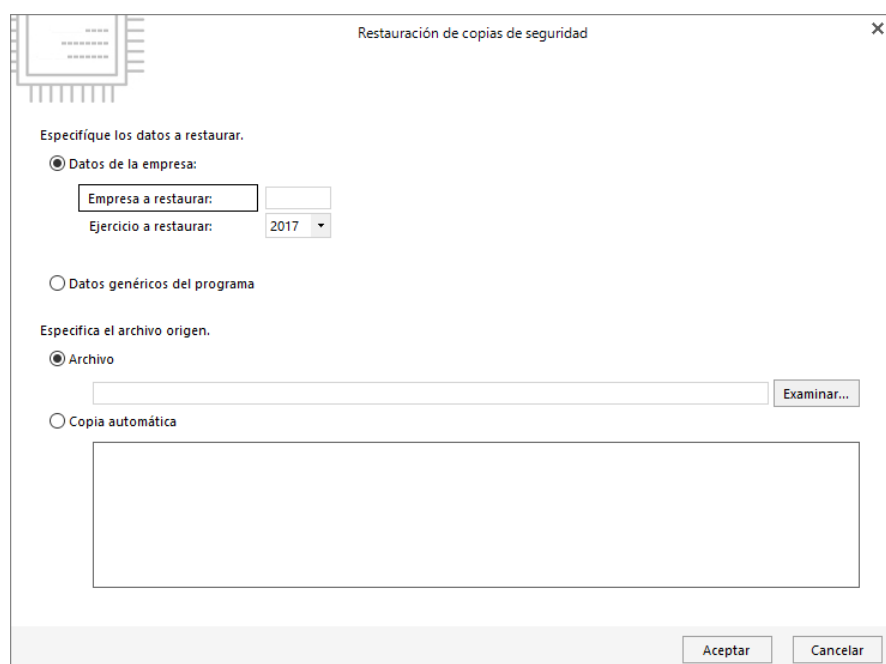 Restauración de copias de seguridad
Especifíque los datos a restaurar.
Datos de la empresa:
Empresa a restaurar:
Ejercicio a restaurar: 2017
Datos genéricos del programa
Especifica el archivo origen.
Archivo
Examinar...
Copia automática
Aceptar Cancelar